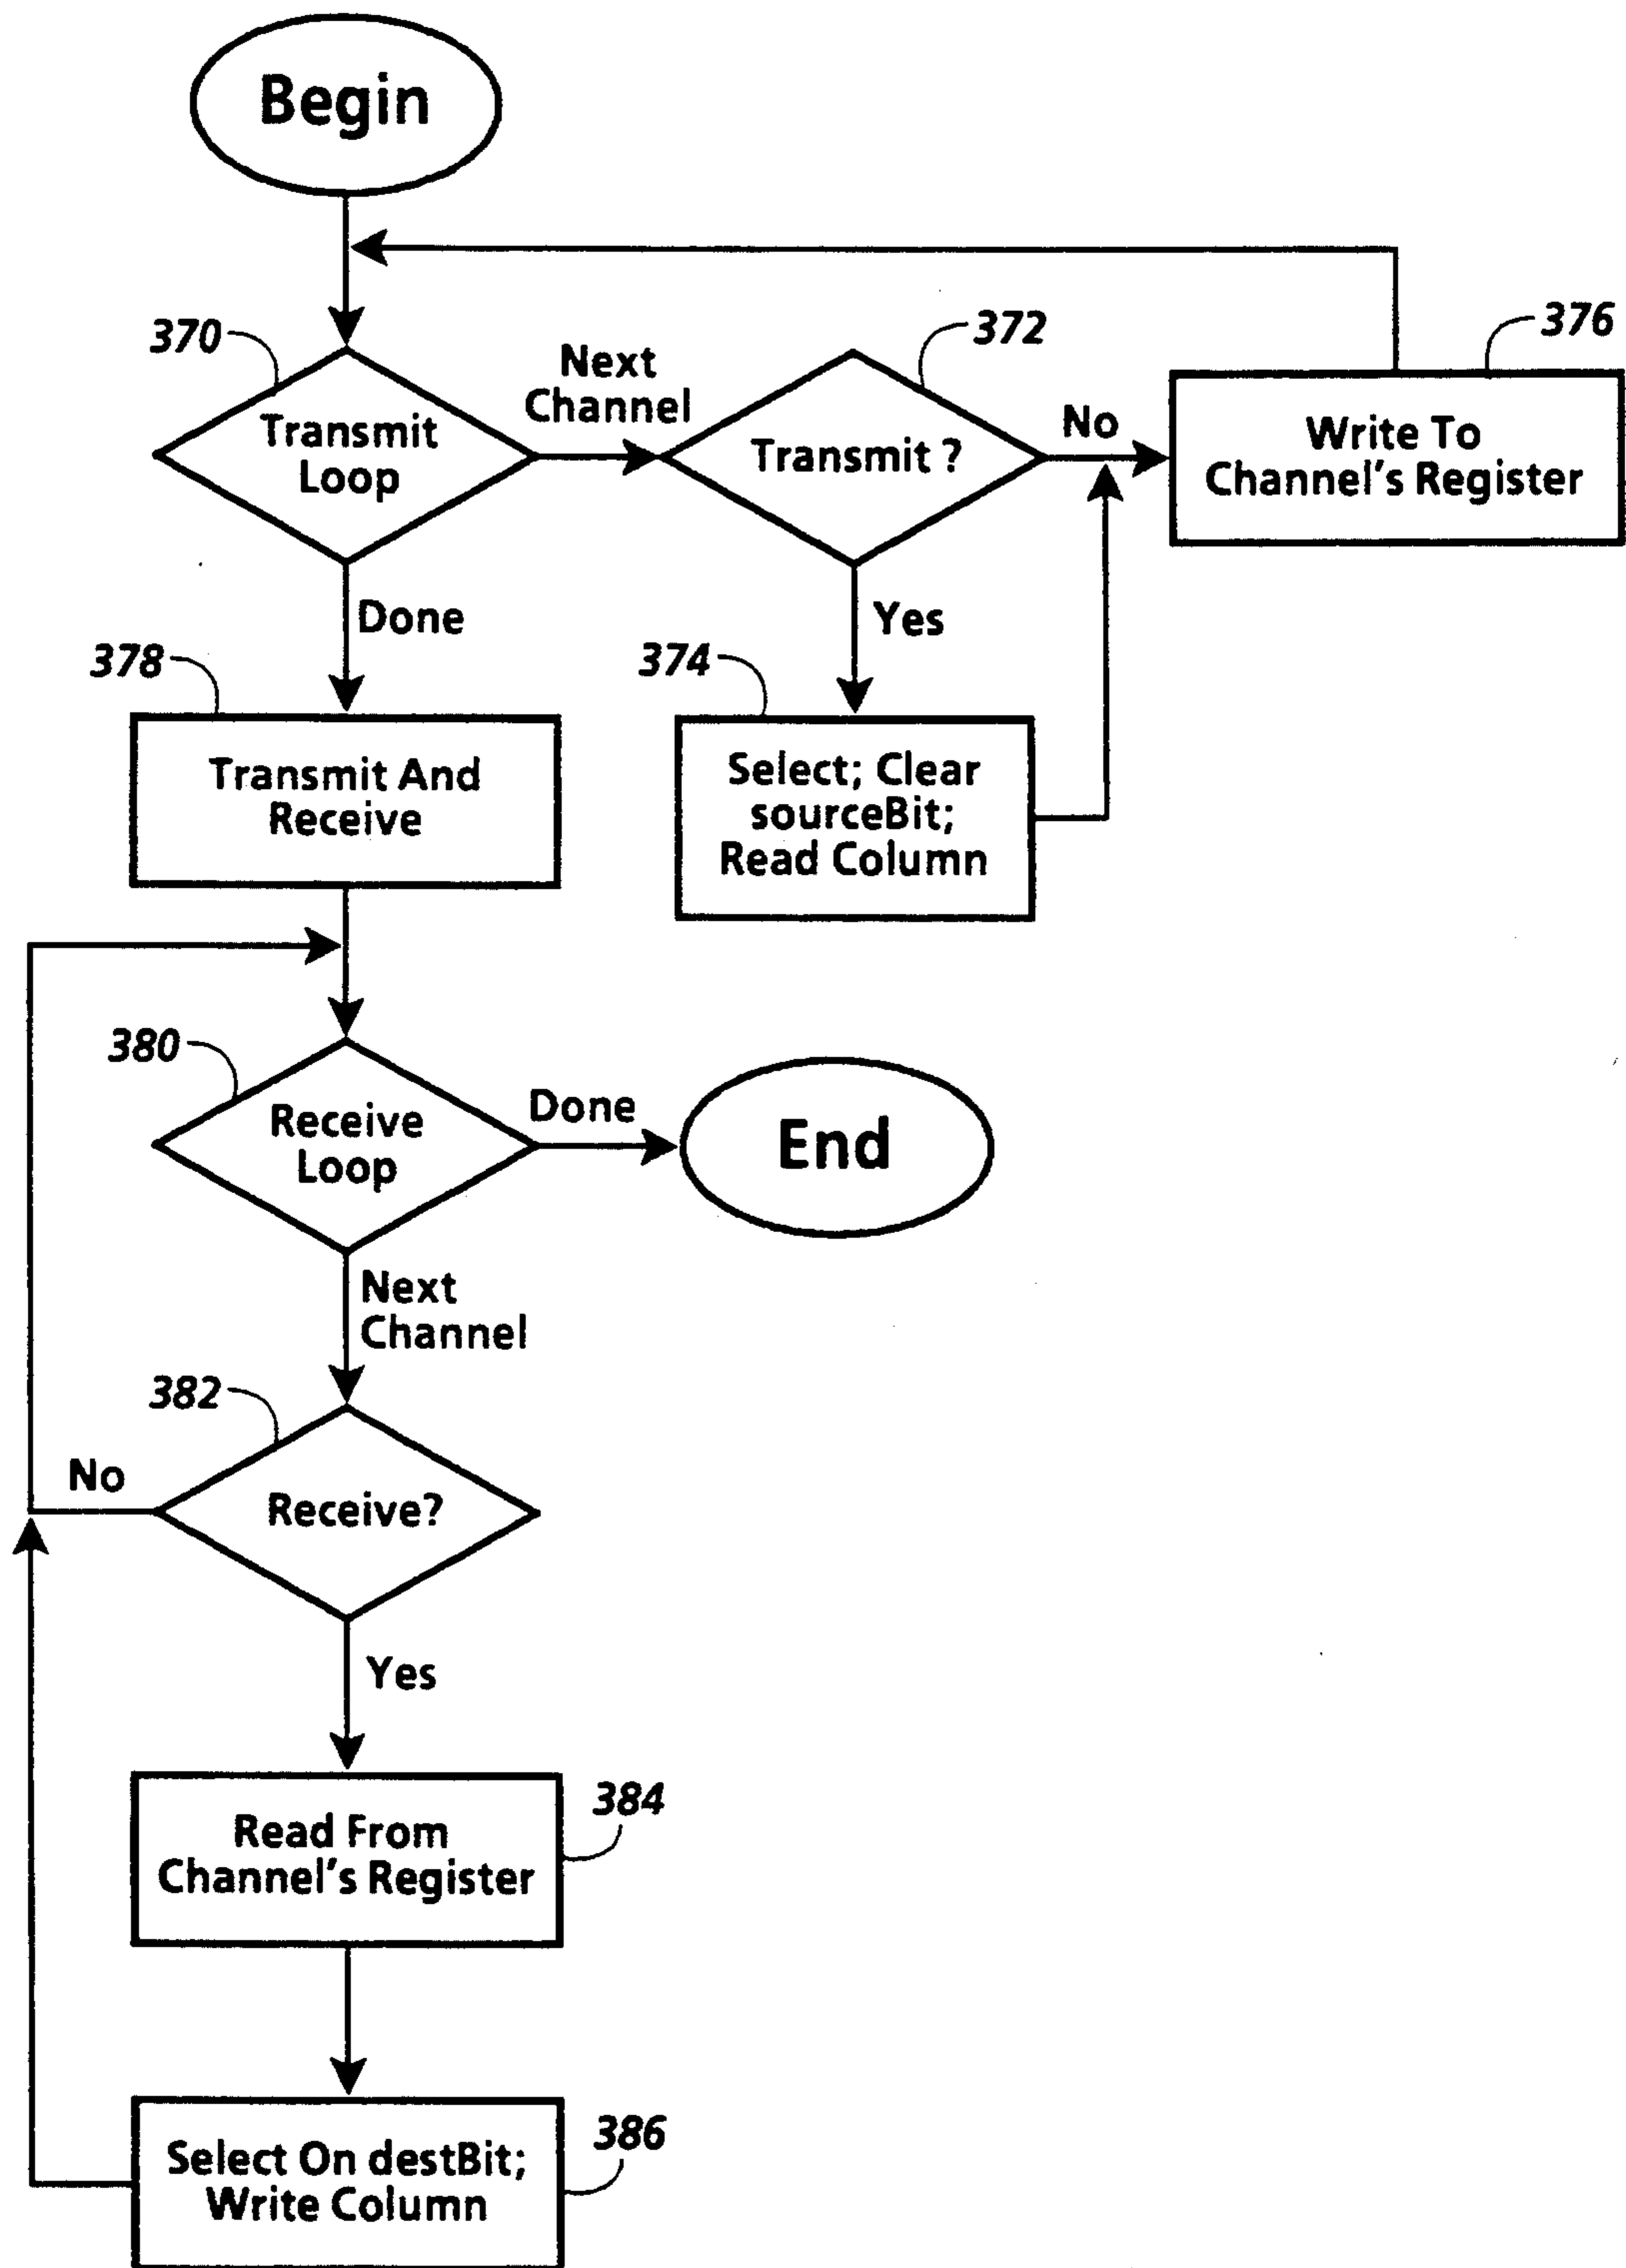 Begin
370
Transmit
Loop
Next
Channel
372
Transmit ?
No
376
Write To
Channel's Register
Done
Yes
378
Transmit And
Receive
374
Select; Clear
sourceBit;
Read Column
380
Receive
Loop
Done
End
Next
Channel
382
No
Receive?
Yes
384
Read From
Channel's Register
386
Select On destBit;
Write Column